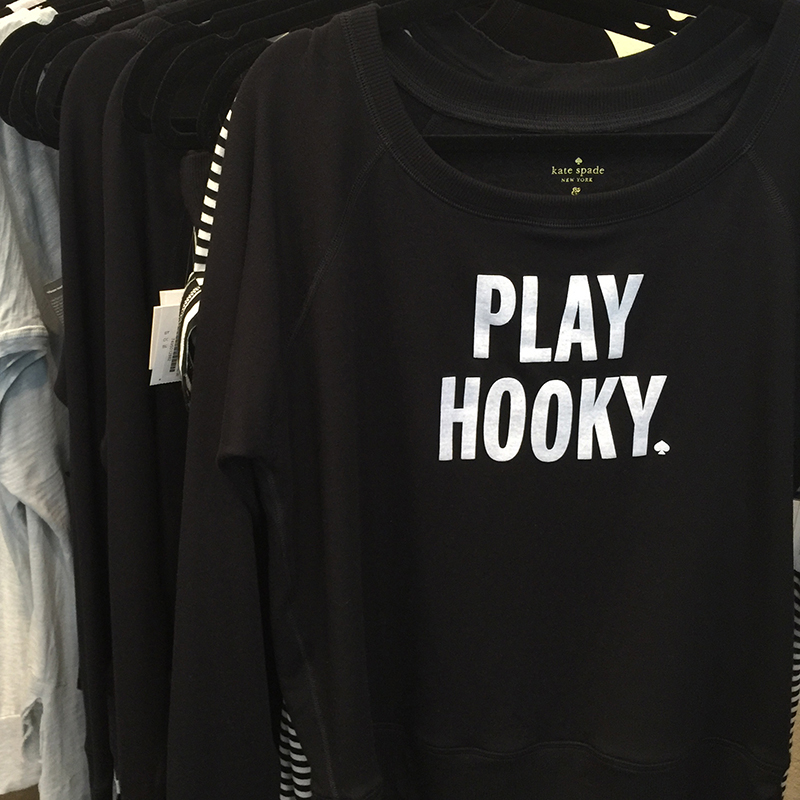 kate spade
NEW YORK
&
PLAY
HOOKY.